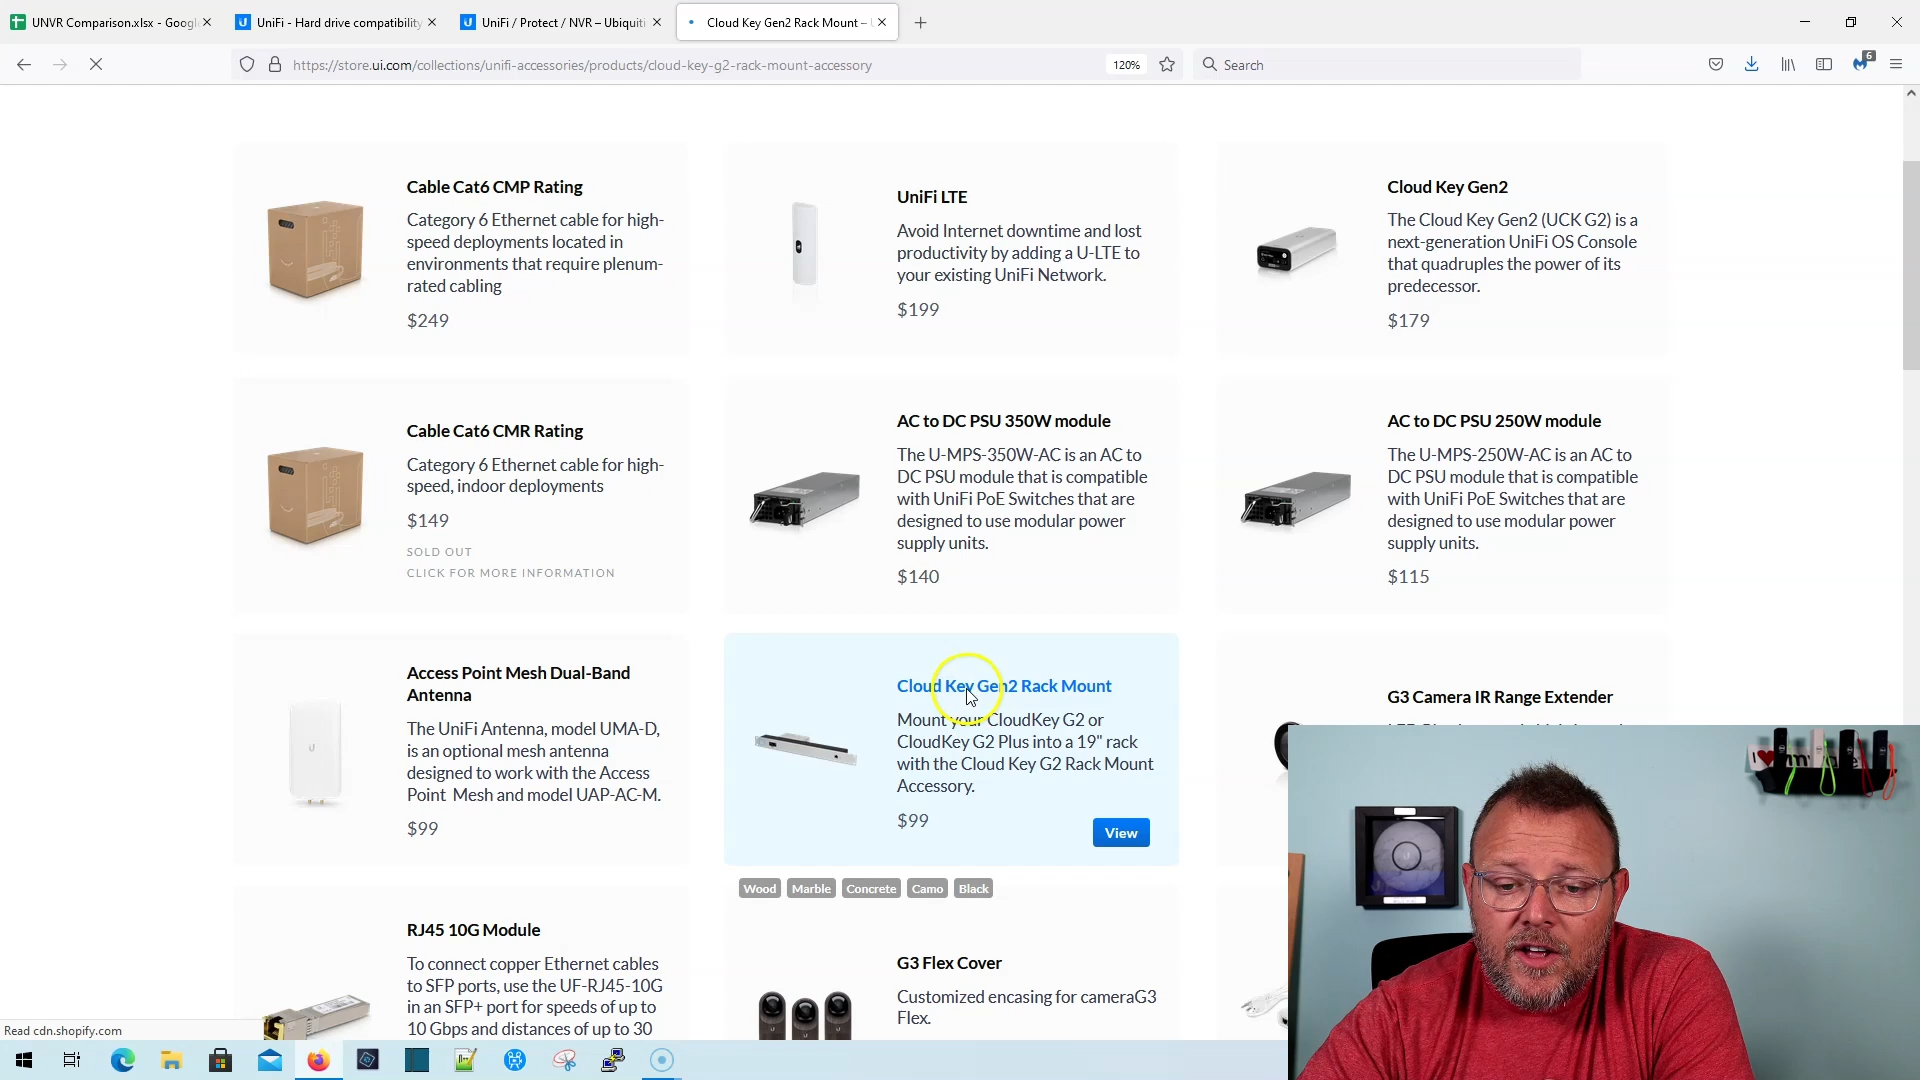 UNVR Comparison.xlsx - Googl
UniFi - Hard drive compatibility
UniFi / Protect / NVR – Ubiquiti
Cloud Key Gen2 Rack Mount –
https://store.ui.com/collections/unifi-accessories/products/cloud-key-g2-rack-mount-accessory
120%
Search
6
Cable Cat6 CMP Rating
Category 6 Ethernet cable for high-
speed deployments located in
environments that require plenum-
rated cabling
$249
UniFi LTE
Avoid Internet downtime and lost
productivity by adding a U-LTE to
your existing UniFi Network.
$199
Cloud Key Gen2
The Cloud Key Gen2 (UCK G2) is a
next-generation UniFi OS Console
that quadruples the power of its
predecessor.
$179
Cable Cat6 CMR Rating
Category 6 Ethernet cable for high-
speed, indoor deployments
$149
SOLD OUT
CLICK FOR MORE INFORMATION
AC to DC PSU 350W module
The U-MPS-350W-AC is an AC to
DC PSU module that is compatible
with UniFi PoE Switches that are
designed to use modular power
supply units.
$140
AC to DC PSU 250W module
The U-MPS-250W-AC is an AC to
DC PSU module that is compatible
with UniFi PoE Switches that are
designed to use modular power
supply units.
$115
Access Point Mesh Dual-Band
Antenna
The UniFi Antenna, model UMA-D,
is an optional mesh antenna
designed to work with the Access
Point Mesh and model UAP-AC-M.
$99
Cloud Key Gen2 Rack Mount
Mount your CloudKey G2 or
CloudKey G2 Plus into a 19" rack
with the Cloud Key G2 Rack Mount
Accessory.
$99
View
G3 Camera IR Range Extender
Wood Marble Concrete Camo Black
RJ45 10G Module
To connect copper Ethernet cables
to SFP ports, use the UF-RJ45-10G
in an SFP+ port for speeds of up to
10 Gbps and distances of up to 30
G3 Flex Cover
Customized encasing for cameraG3
Flex.
Read cdn.shopify.com